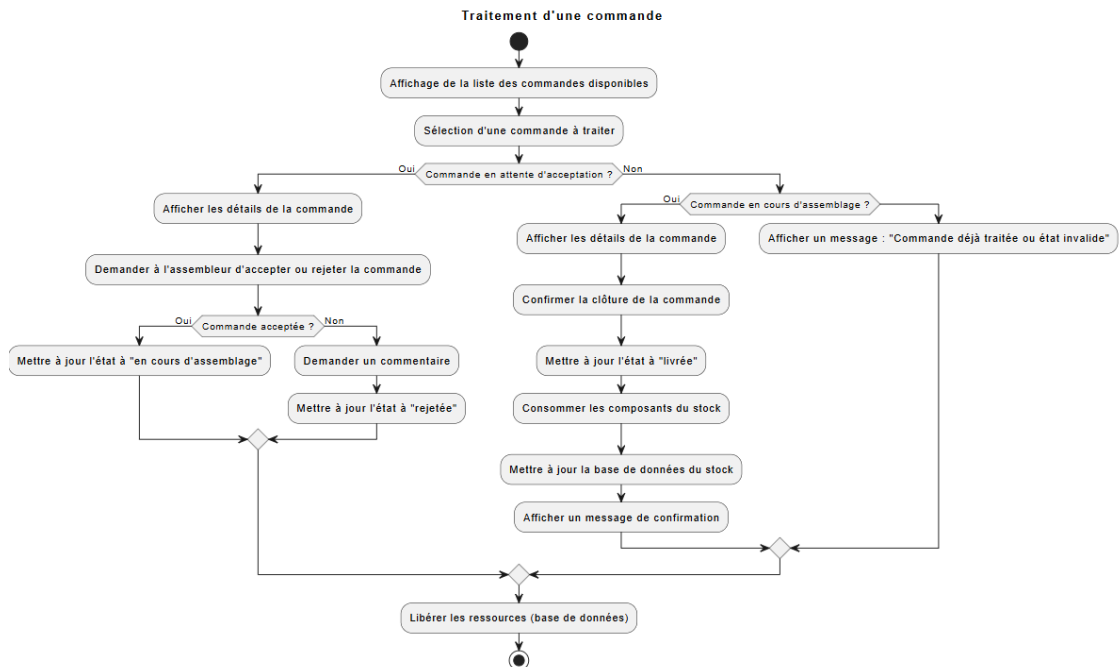 Traitement d'une commande
Affichage de la liste des commandes disponibles
Sélection d'une commande à traiter
Oui
Commande en attente d'acceptation ?
Non
Afficher les détails de la commande
Demander à l'assembleur d'accepter ou rejeter la commande
Oui
Commande acceptée ?
Non
Mettre à jour l'état à "en cours d'assemblage"
Demander un commentaire
Mettre à jour l'état à "rejetée"
Oui
Commande en cours d'assemblage ?
Afficher les détails de la commande
Confirmer la clôture de la commande
Mettre à jour l'état à "livrée"
Consommer les composants du stock
Mettre à jour la base de données du stock
Afficher un message de confirmation
Afficher un message : "Commande déjà traitée ou état invalide"
Libérer les ressources (base de données)